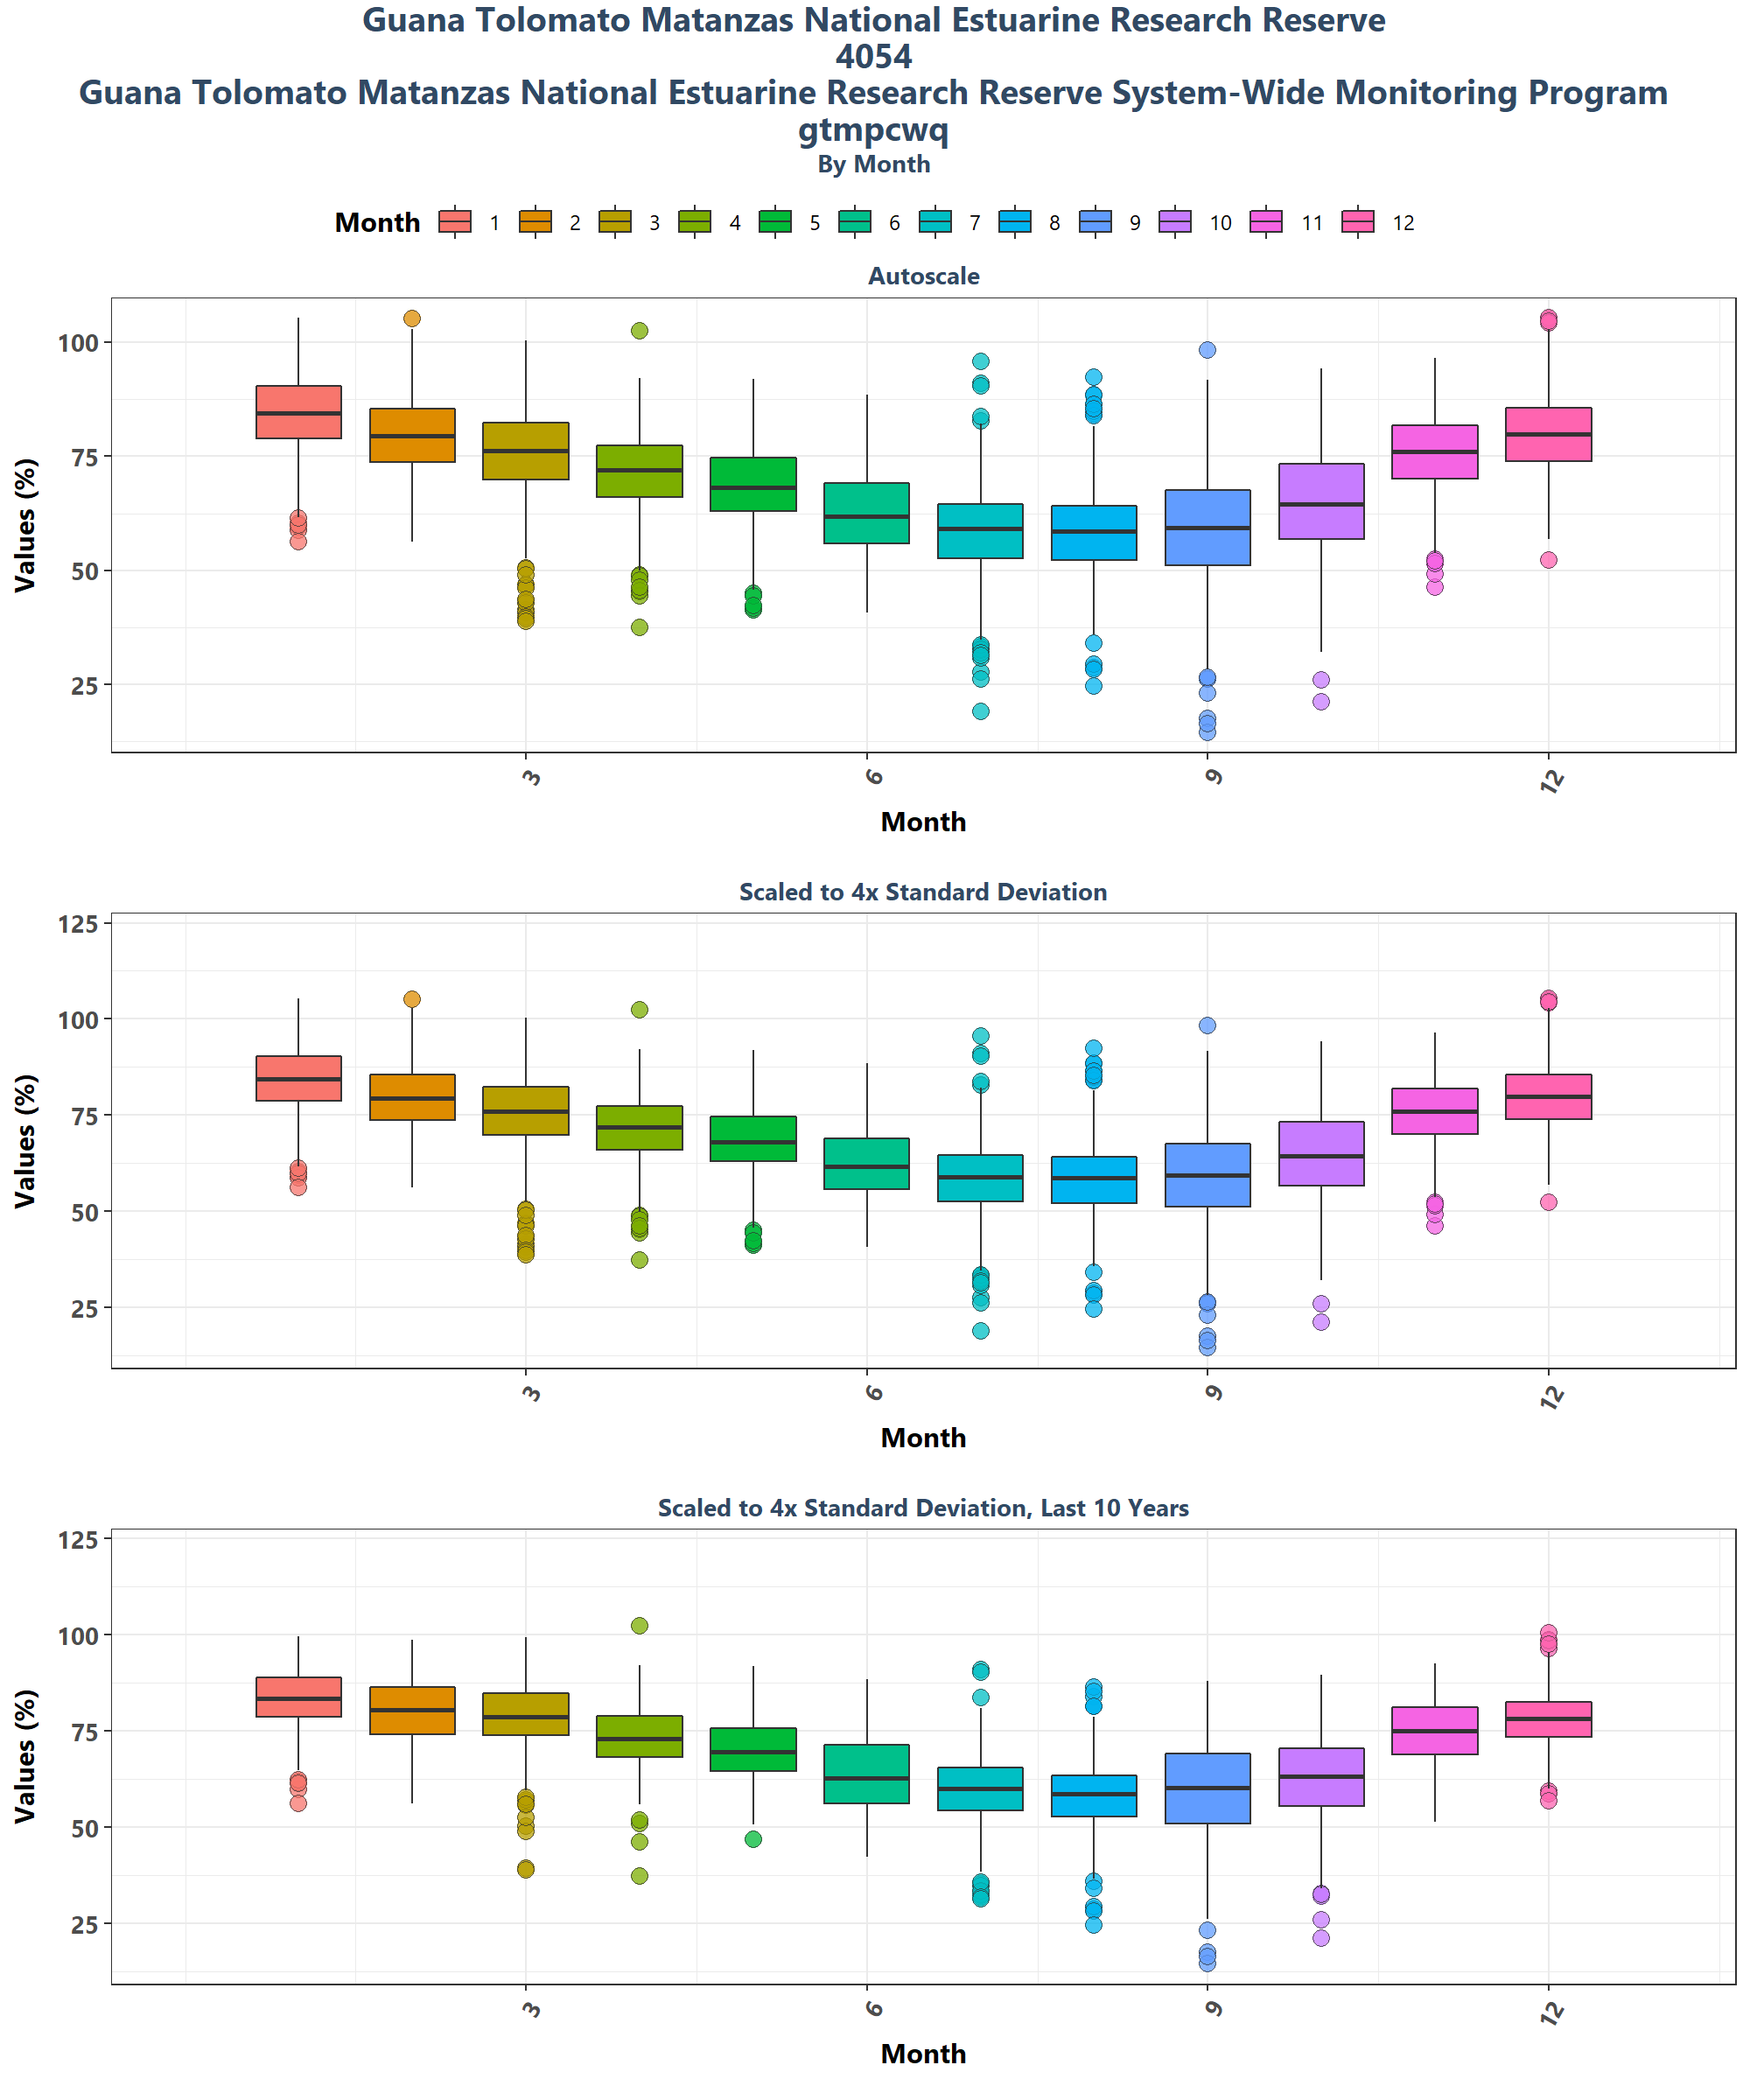 Guana Tolomato Matanzas National Estuarine Research Reserve
4054
Guana Tolomato Matanzas National Estuarine Research Reserve System-Wide Monitoring Program
gtmpcwq
By Month
Month 1 2 3 4 5 6 7 8 9 10 11 12
Autoscale
Values (%)
100
75
50
25
3 6 9 12
Month
Scaled to 4x Standard Deviation
Values (%)
125
100
75
50
25
3 6 9 12
Month
Scaled to 4x Standard Deviation, Last 10 Years
Values (%)
125
100
75
50
25
3 6 9 12
Month